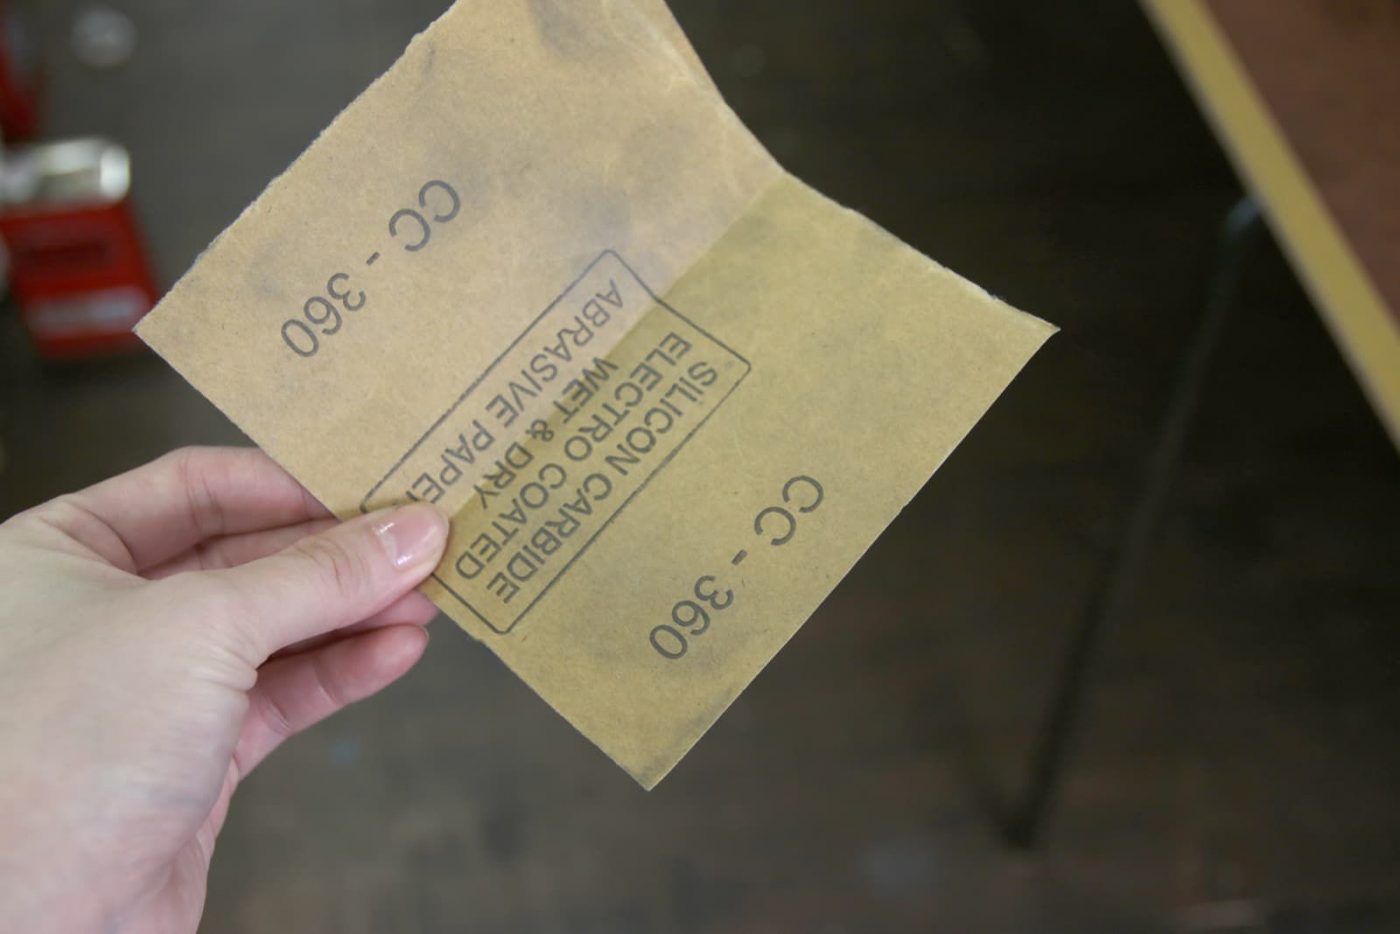 CC - 360
SILICON CARBIDE
ELECTRO COATED
WET & DRY
ABRASIVE PAPER
CC - 360